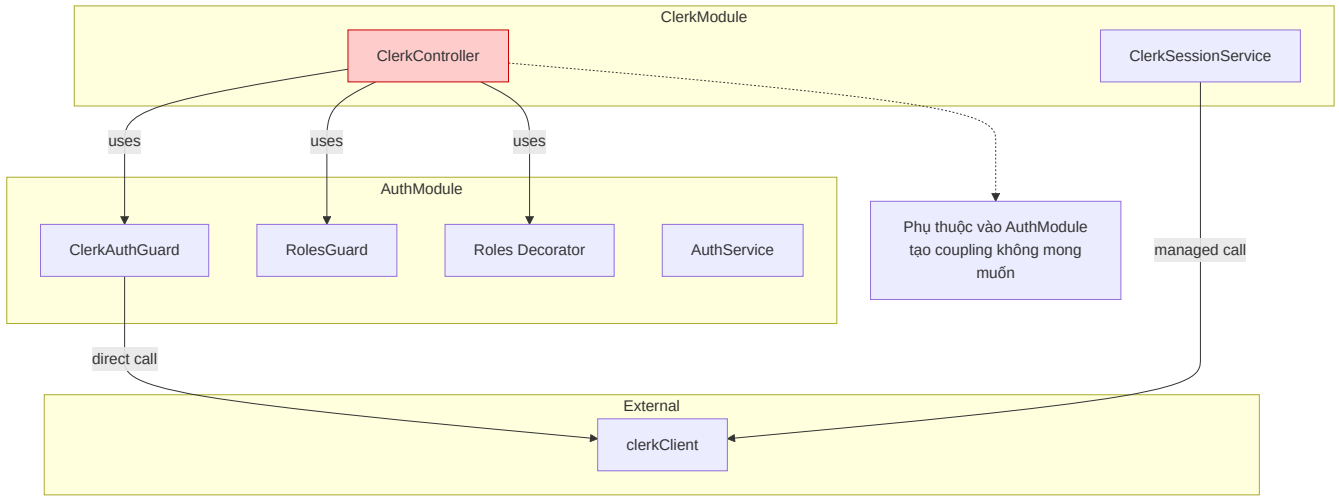 ClerkModule
ClerkController
ClerkSessionService
uses
uses
uses
AuthModule
ClerkAuthGuard
RolesGuard
Roles Decorator
AuthService
Phụ thuộc vào AuthModule
tạo coupling không mong
muốn
managed call
direct call
External
clerkClient